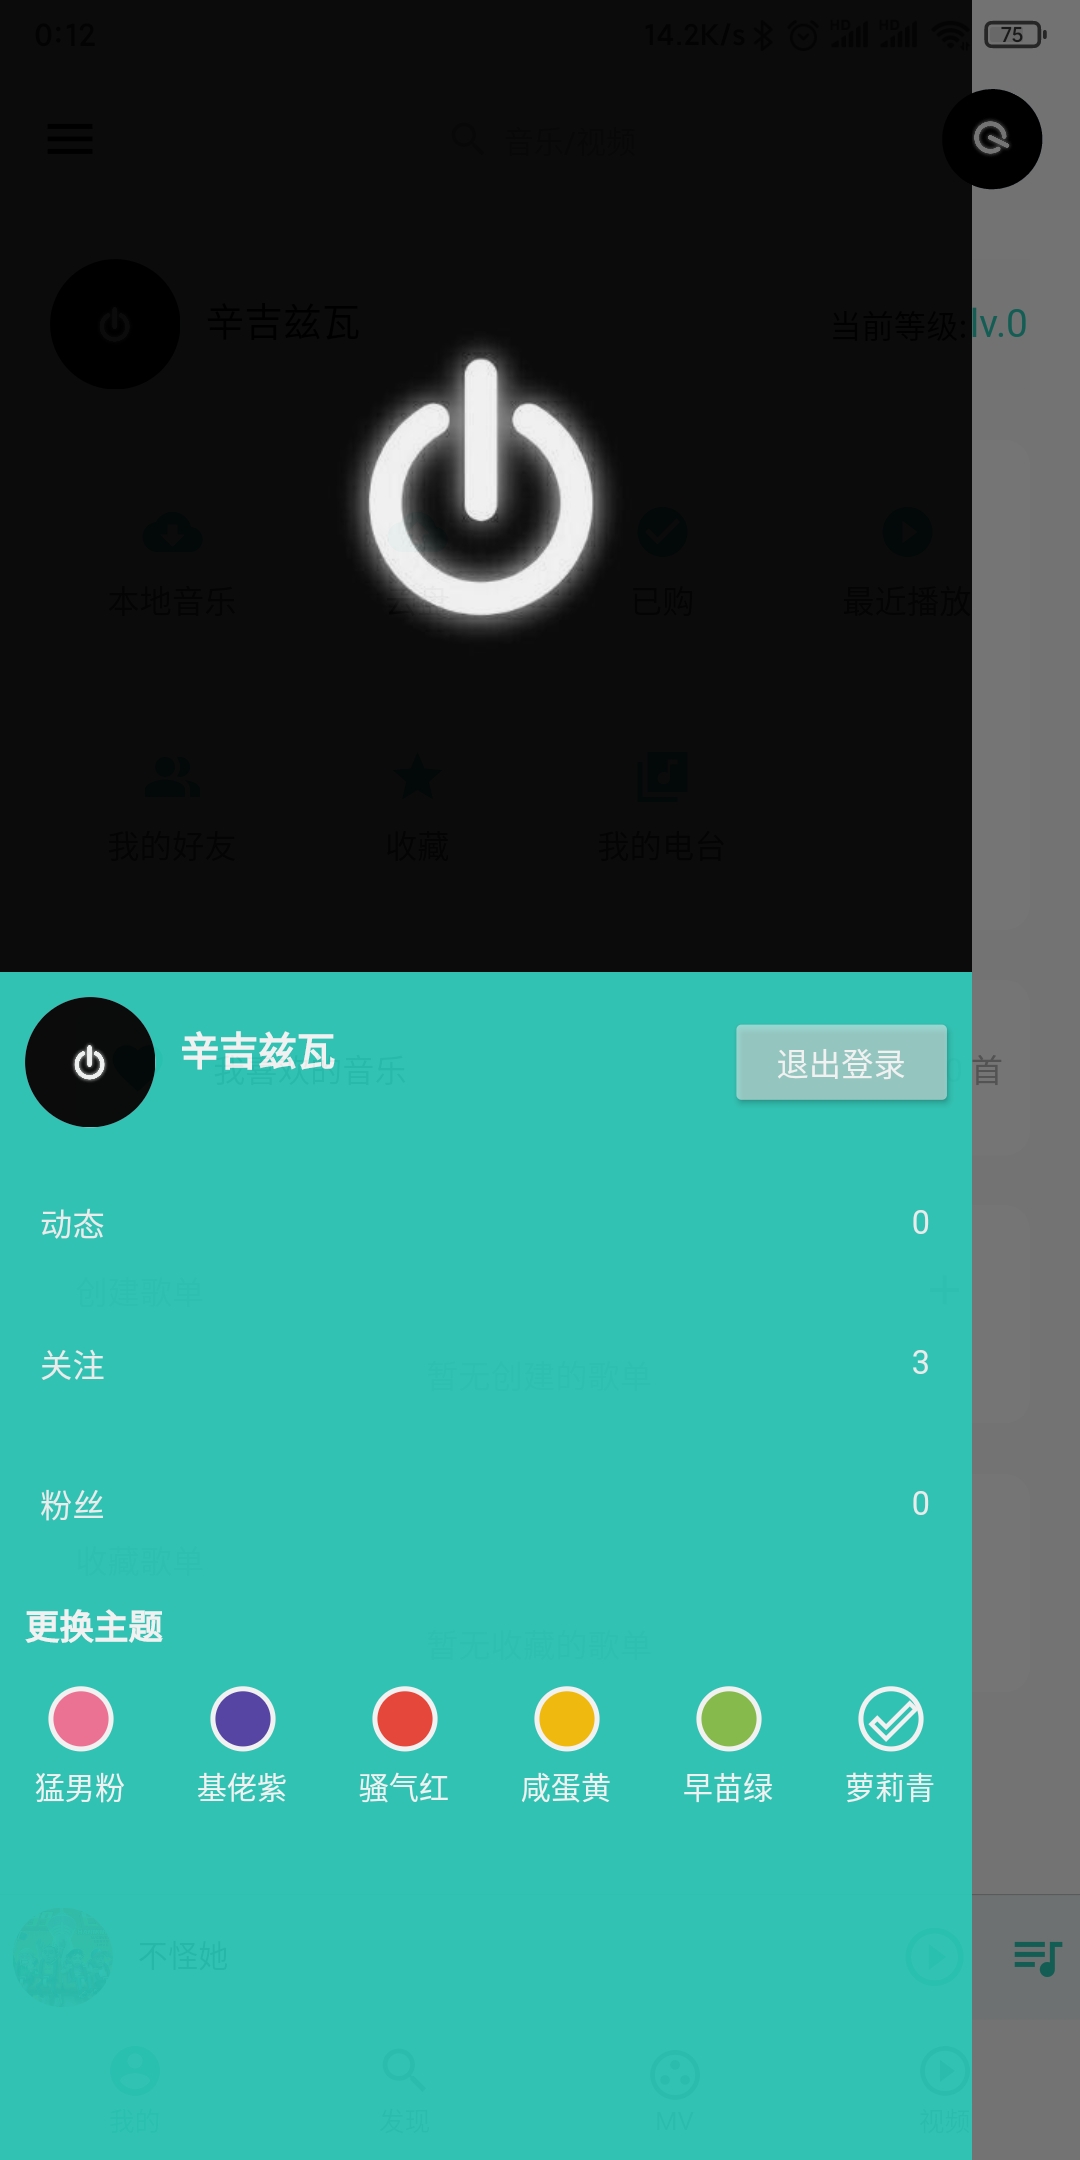 0:12
14.2K/s
HD
HD
75
音乐/视频
辛吉兹瓦
当前等级:lv.0
本地音乐
云盘
已购
最近播放
我的好友
收藏
我的电台
辛吉兹瓦
退出登录
我喜欢的音乐
首
动态
0
创建歌单
+
关注
3
暂无创建的歌单
粉丝
0
收藏歌单
更换主题
暂无收藏的歌单
猛男粉
基佬紫
骚气红
咸蛋黄
早苗绿
萝莉青
不怪她
我的
发现
MV
视频